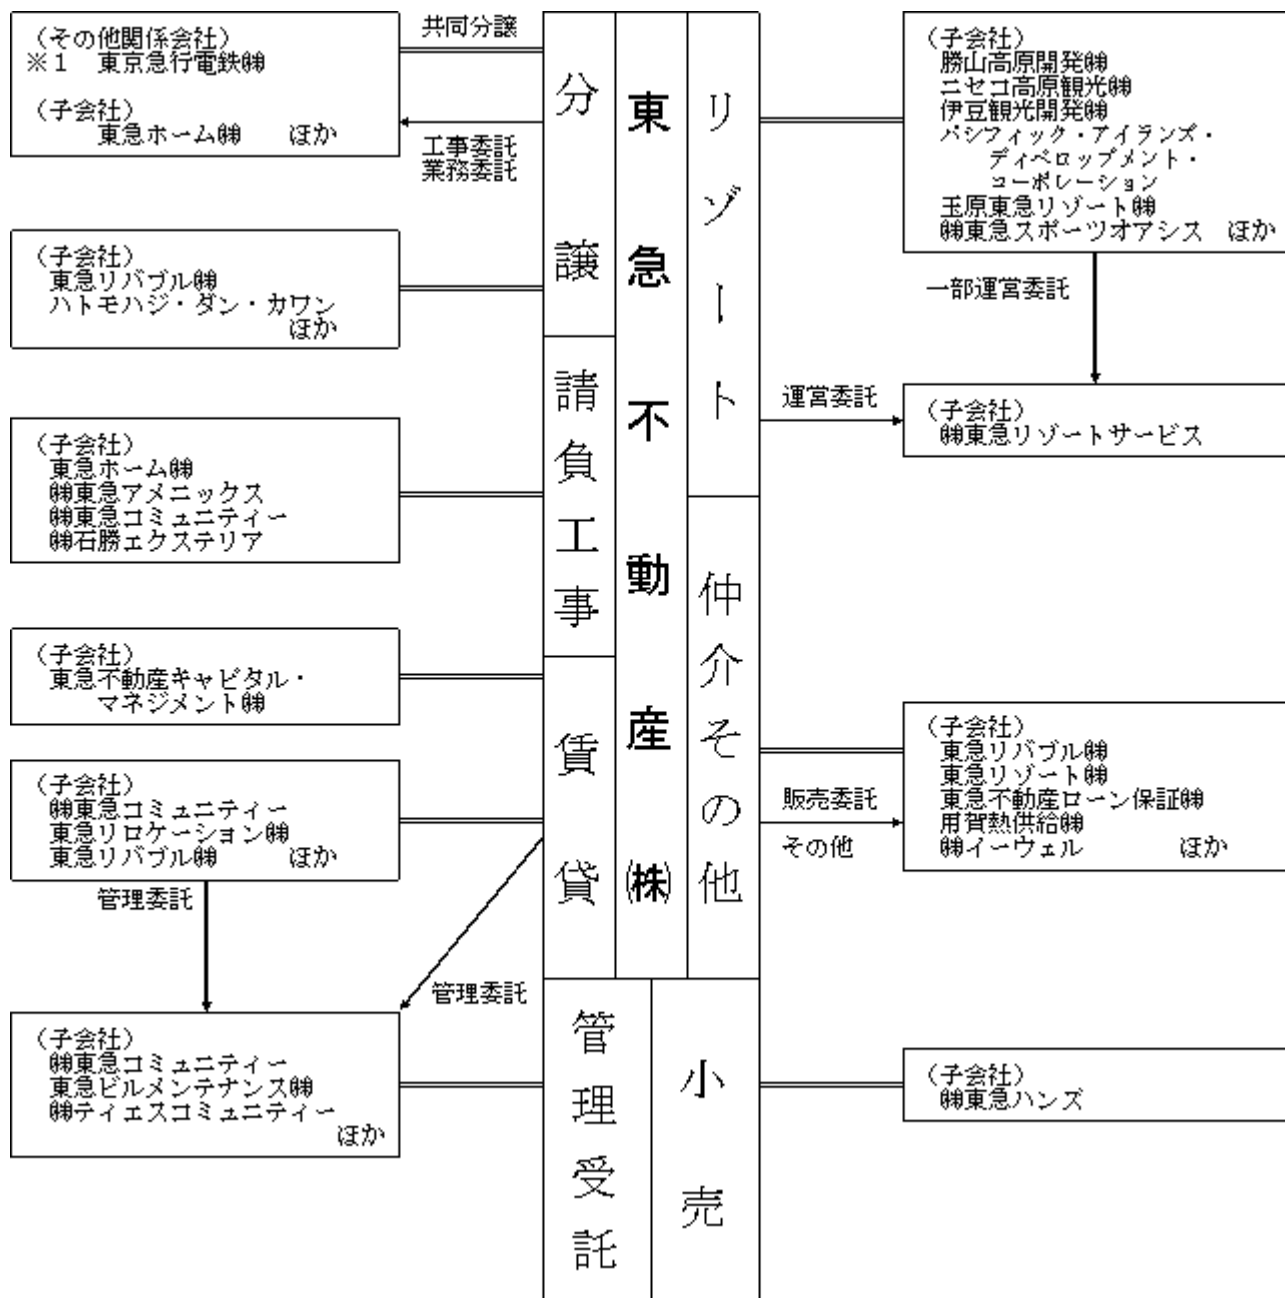 （その他関係会社）
※１　東京急行電鉄㈱
（子会社）
東急ホーム㈱　　ほか
共同分譲
工事委託
業務委託
（子会社）
東急リバブル㈱
ハトモハジ・ダン・カワン
ほか
（子会社）
東急ホーム㈱
㈱東急アメニックス
㈱東急コミュニティー
㈱石勝エクステリア
（子会社）
東急不動産キャピタル・
マネジメント㈱
（子会社）
㈱東急コミュニティー
東急リロケーション㈱
東急リバブル㈱　　　ほか
管理委託
管理委託
（子会社）
㈱東急コミュニティー
東急ビルメンテナンス㈱
㈱ティエスコミュニティー
ほか
分譲
請負工事
賃貸
東急不動産㈱
リゾート
仲介その他
管理受託
小売
（子会社）
勝山高原開発㈱
ニセコ高原観光㈱
伊豆観光開発㈱
パシフィック・アイランズ・
ディベロップメント・
コーポレーション
玉原東急リゾート㈱
㈱東急スポーツオアシス　ほか
一部運営委託
運営委託
（子会社）
㈱東急リゾートサービス
販売委託
その他
（子会社）
東急リバブル㈱
東急リゾート㈱
東急不動産ローン保証㈱
用賀熱供給㈱
㈱イーウェル　　　　ほか
（子会社）
㈱東急ハンズ